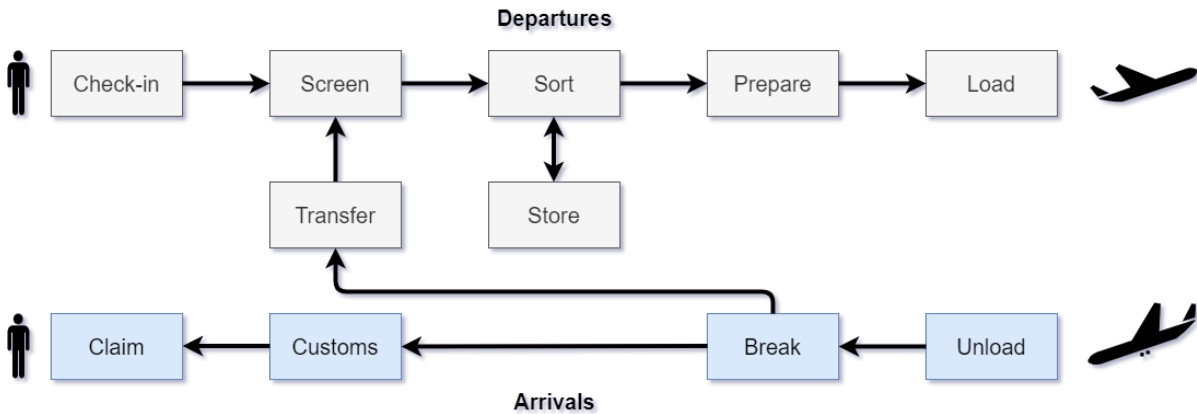 Departures
Check-in
Screen
Sort
Prepare
Load
Transfer
Store
Claim
Customs
Break
Unload
Arrivals